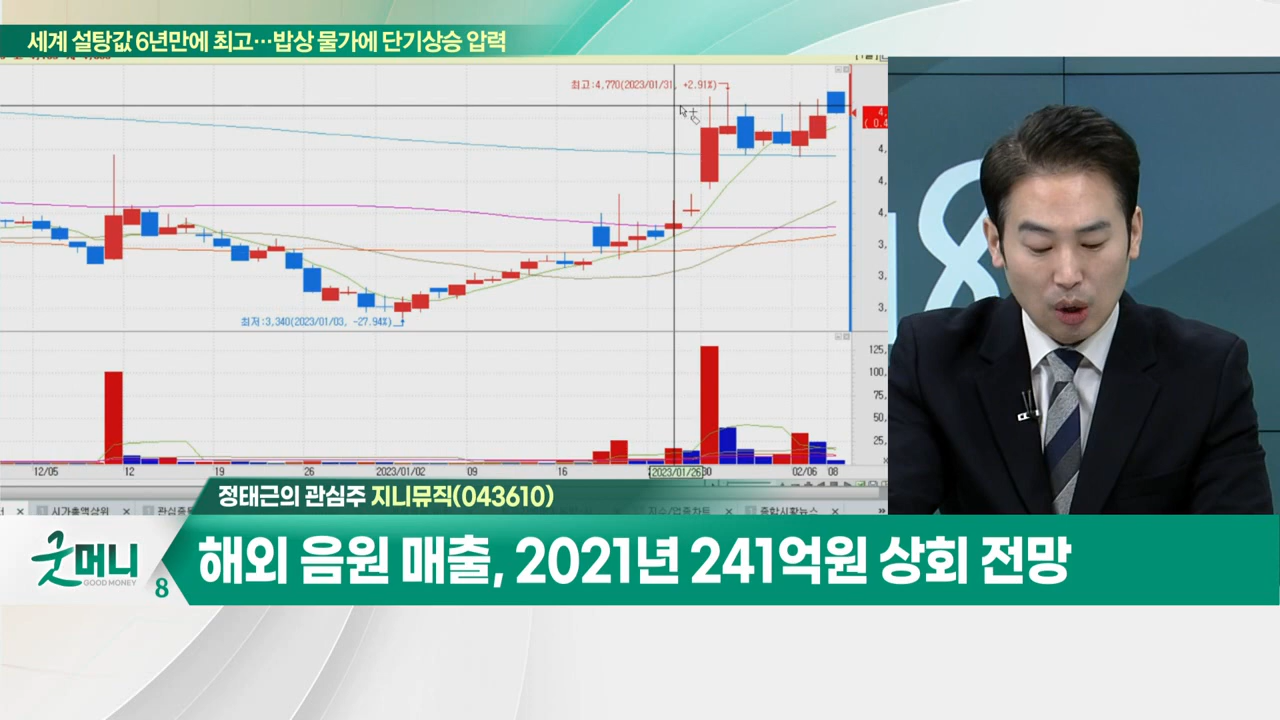 세계 설탕값 6년만에 최고…밥상 물가에 단기상승 압력
최고:4,770(2023/01/31, +2.91%)
최저:3,340(2023/01/03, -27.94%)
125,
100,
75,
50,
25,
12/05 12 19 26 2023/01/02 09 16 2023/01/26 30 02/06 08
정태근의 관심주 지니뮤직(043610)
굿머니
GOOD MONEY
8
해외 음원 매출, 2021년 241억원 상회 전망